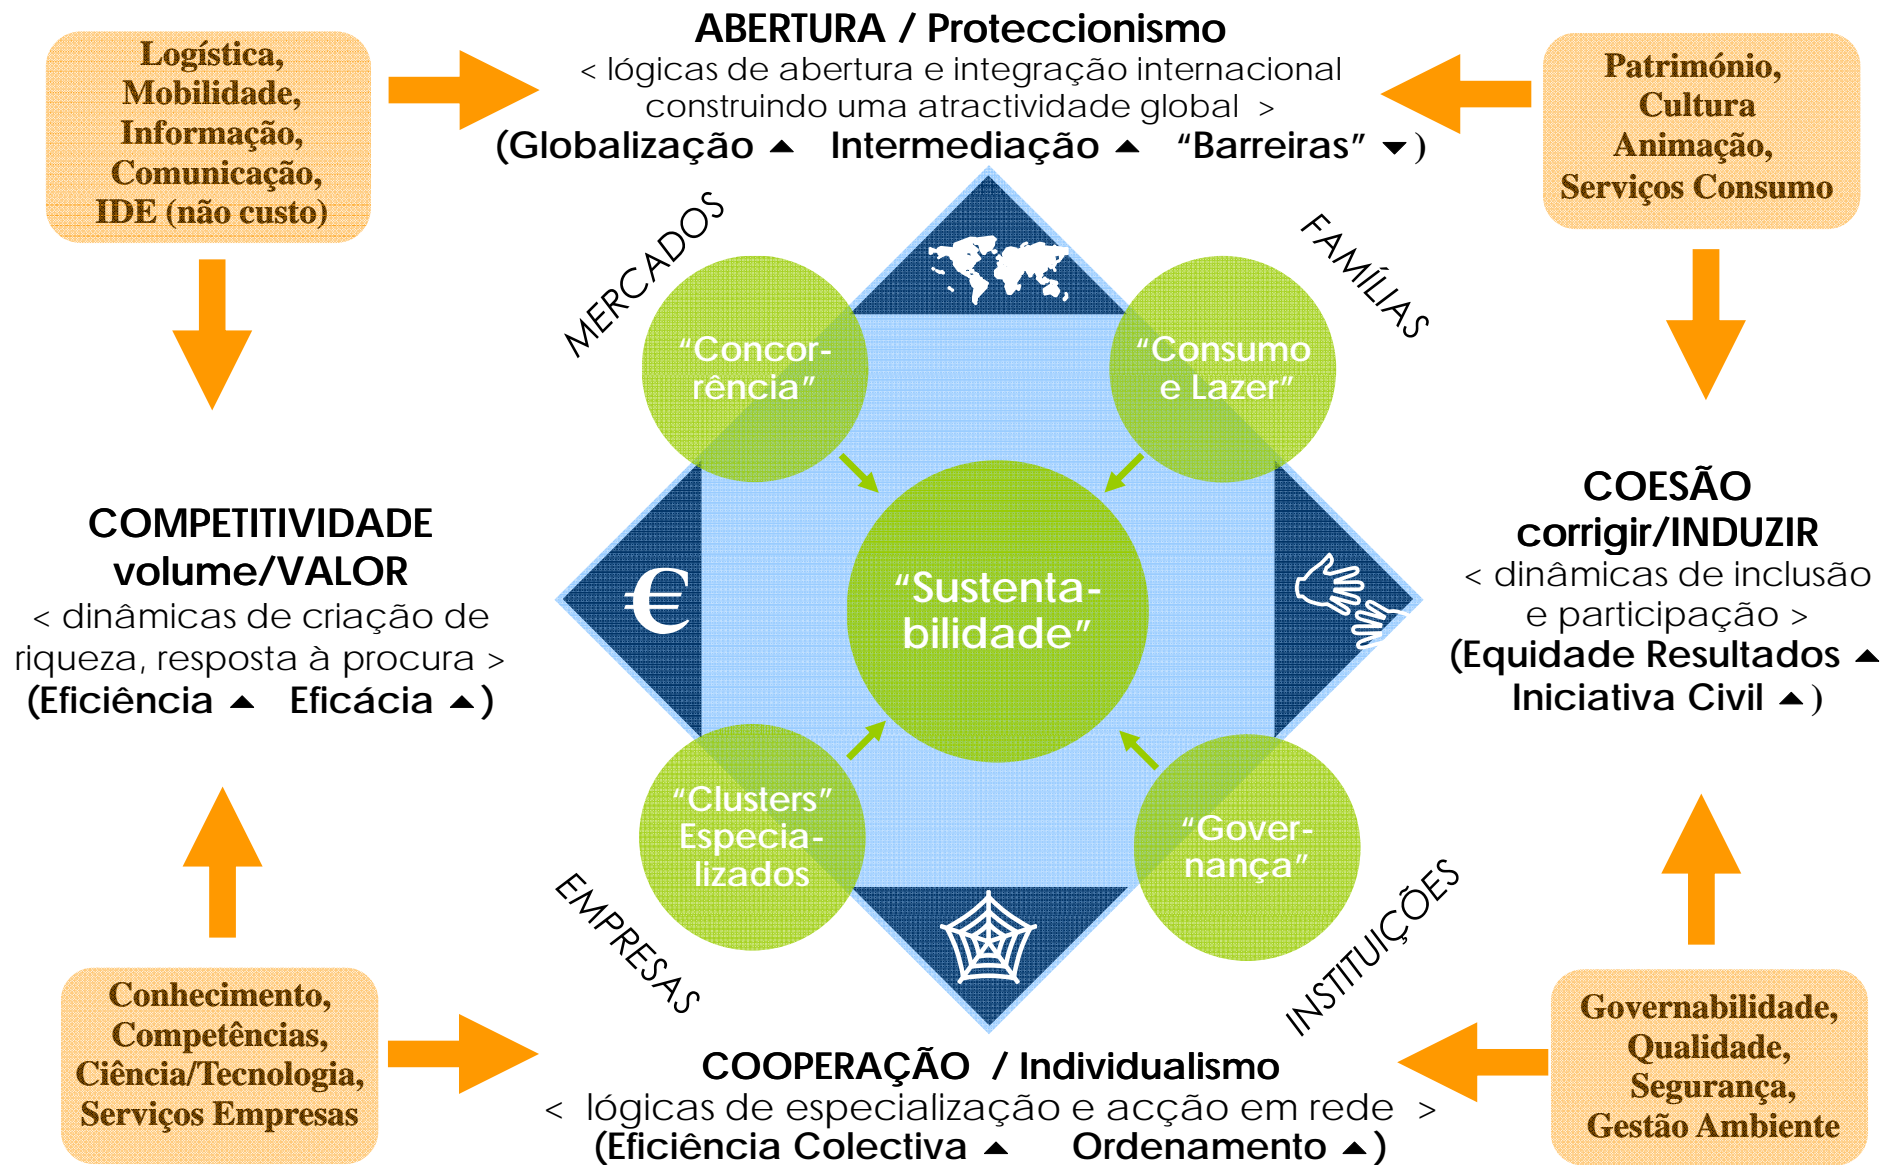 ABERTURA / Proteccionismo
< lógicas de abertura e integração internacional
construindo uma atractividade global >
(Globalização ▲ Intermediação ▲ “Barreiras” ▼)
Logística,
Mobilidade,
Informação,
Comunicação,
IDE (não custo)
Património,
Cultura
Animação,
Serviços Consumo
MERCADOS
FAMÍLIAS
“Concor-
rência”
“Consumo
e Lazer”
COMPETITIVIDADE
volume/VALOR
< dinâmicas de criação de
riqueza, resposta à procura >
(Eficiência ▲ Eficácia ▲)
€
“Sustenta-
bilidade”
COESÃO
corrigir/INDUZIR
< dinâmicas de inclusão
e participação >
(Equidade Resultados ▲
Iniciativa Civil ▲)
“Clusters”
Especia-
lizados
“Gover-
nança”
EMPRESAS
INSTITUIÇÕES
Conhecimento,
Competências,
Ciência/Tecnologia,
Serviços Empresas
Governabilidade,
Qualidade,
Segurança,
Gestão Ambiente
COOPERAÇÃO / Individualismo
< lógicas de especialização e acção em rede >
(Eficiência Colectiva ▲ Ordenamento ▲)